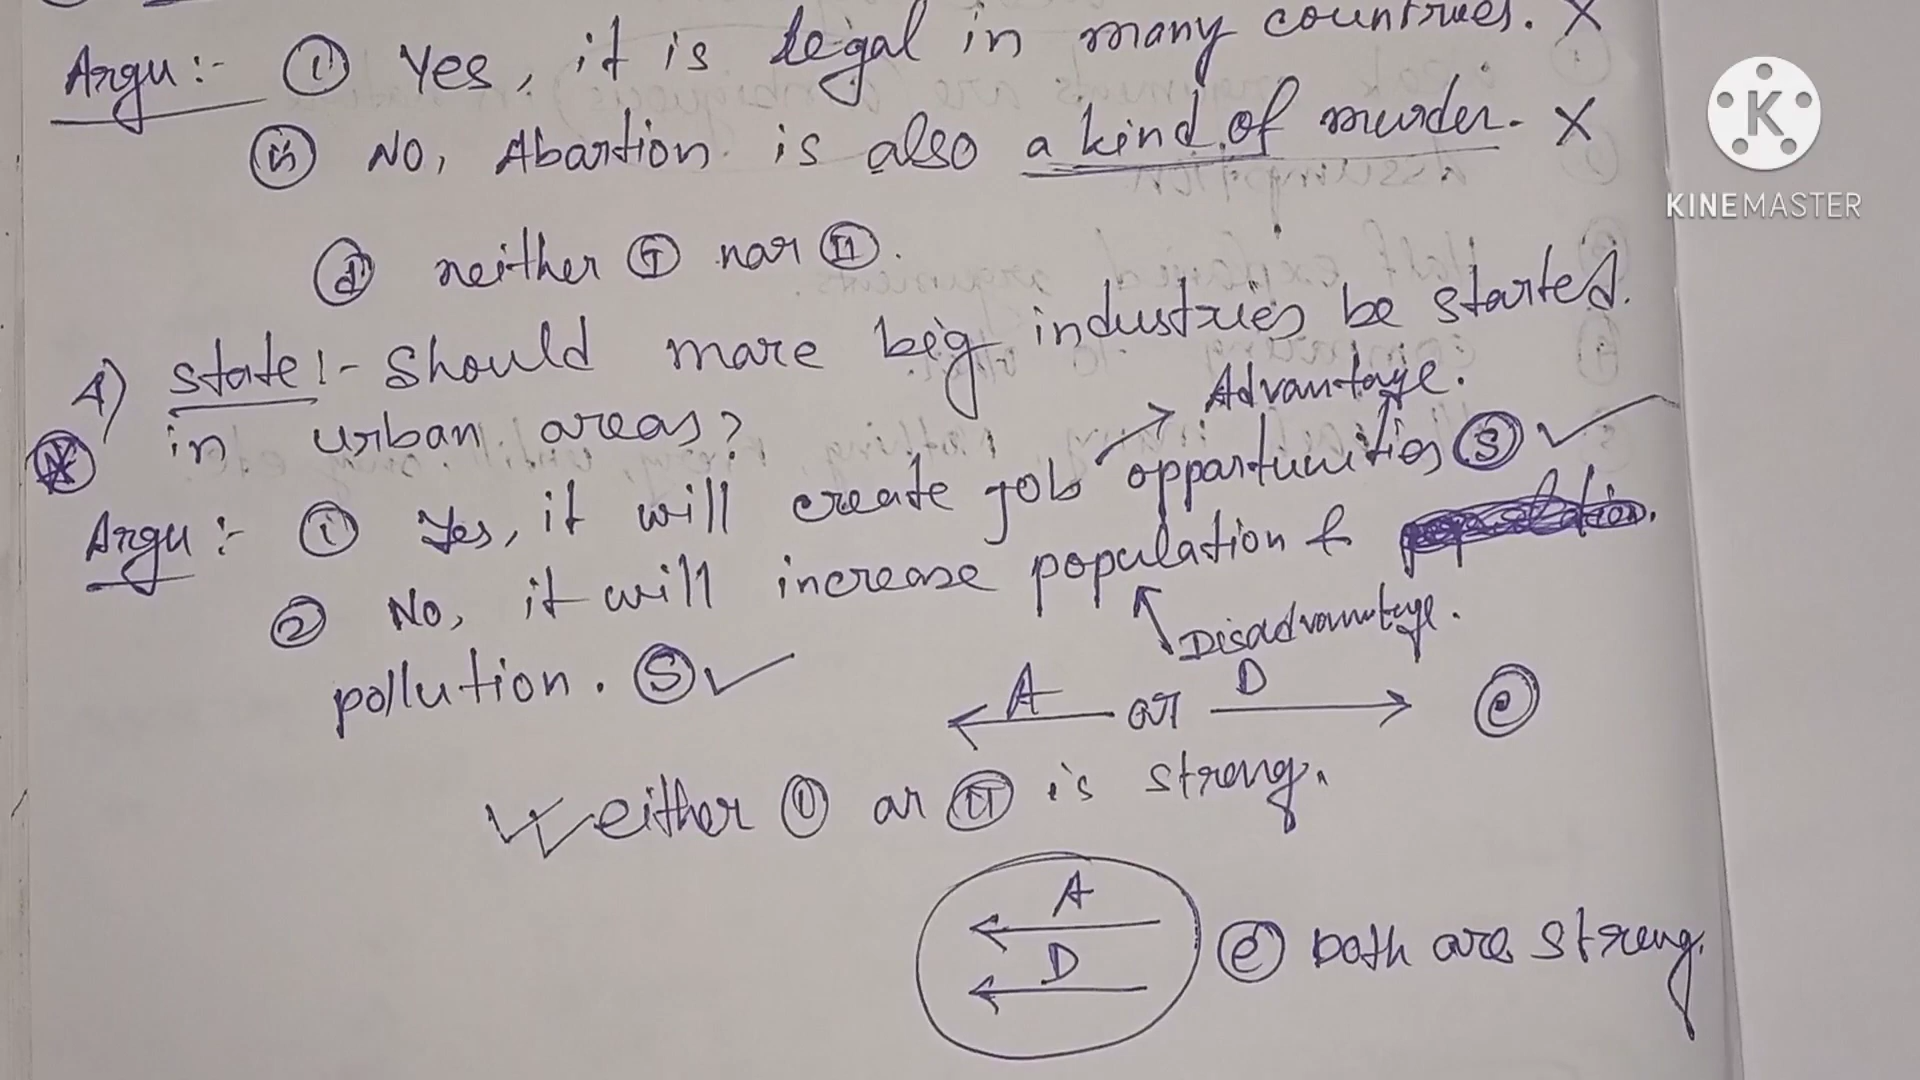 Argu :- (i) Yes, it is legal in many countries. X
(ii) No, Abortion is also a kind of murder. X
(d) neither (I) nor (II).
4) State :- Should more big industries be started
in urban areas?
Advantage.
Argu :- (i) Yes, it will create job opportunities (S) ✓
(2) No, it will increase population &
pollution. (S) ✓
Disadvantage.
A or D (e)
either (I) or (II) is strong.
A
D
(e) both are strong.
KINEMASTER